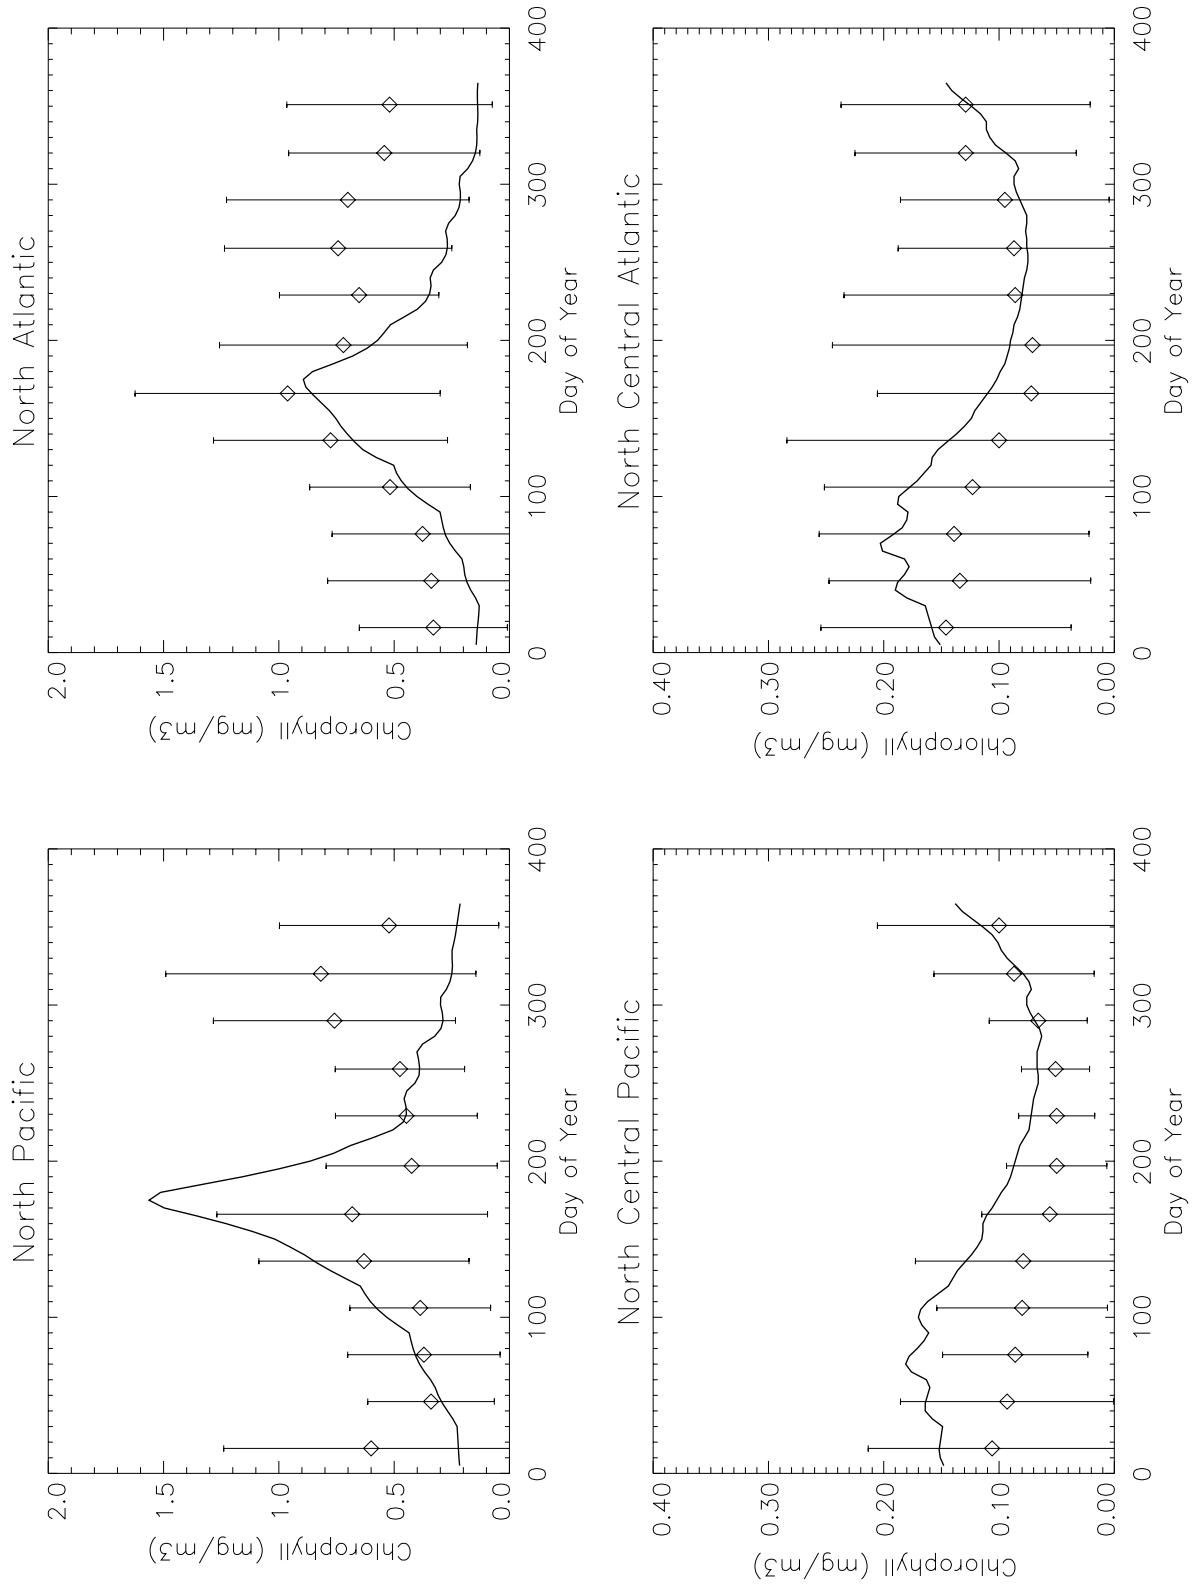 North Pacific
2.0
1.5
1.0
0.5
0.0
Chlorophyll (mg/m3)
0 100 200 300 400
Day of Year
North Atlantic
2.0
1.5
1.0
0.5
0.0
Chlorophyll (mg/m3)
0 100 200 300 400
Day of Year
North Central Pacific
0.40
0.30
0.20
0.10
0.00
Chlorophyll (mg/m3)
0 100 200 300 400
Day of Year
North Central Atlantic
0.40
0.30
0.20
0.10
0.00
Chlorophyll (mg/m3)
0 100 200 300 400
Day of Year